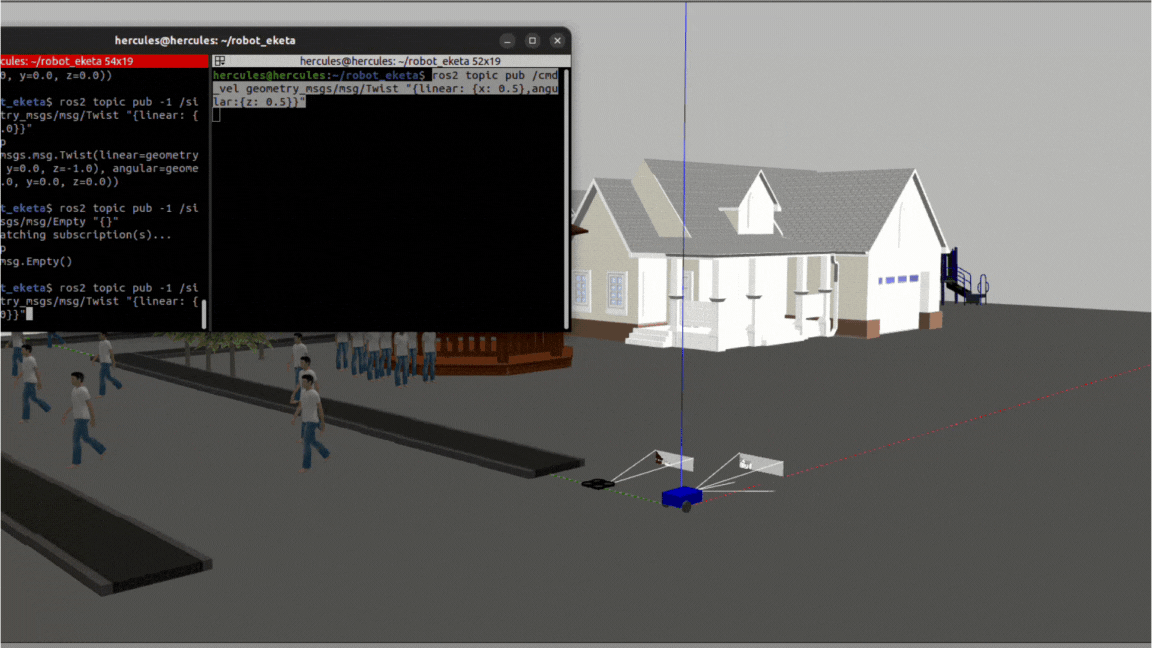 hercules@hercules: ~/robot_eketa
cules: ~/robot_eketa 54x19
0, y=0.0, z=0.0))
t_eketa$ ros2 topic pub -1 /si
try_msgs/msg/Twist "{linear: {
.0}}"
p
msgs.msg.Twist(linear=geometry
 y=0.0, z=-1.0), angular=geome
.0, y=0.0, z=0.0))
t_eketa$ ros2 topic pub -1 /si
sgs/msg/Empty "{}"
atching subscription(s)...
p
msg.Empty()
t_eketa$ ros2 topic pub -1 /si
try_msgs/msg/Twist "{linear: {
0}}"
hercules@hercules: ~/robot_eketa 52x19
hercules@hercules:~/robot_eketa$ ros2 topic pub /cmd
_vel geometry_msgs/msg/Twist "{linear: {x: 0.5},angu
lar:{z: 0.5}}"